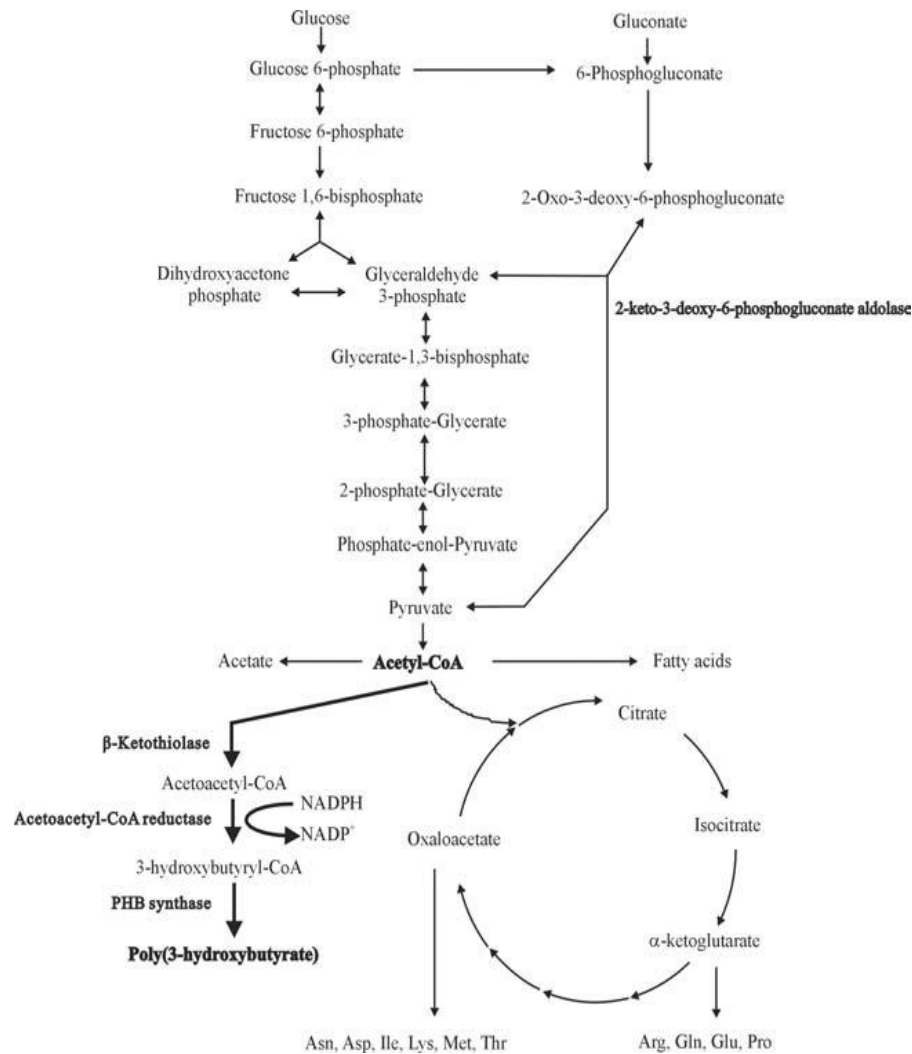 Glucose
Gluconate
Glucose 6-phosphate
6-Phosphogluconate
Fructose 6-phosphate
Fructose 1,6-bisphosphate
2-Oxo-3-deoxy-6-phosphogluconate
Dihydroxyacetone
phosphate
Glyceraldehyde
3-phosphate
2-keto-3-deoxy-6-phosphogluconate aldolase
Glycerate-1,3-bisphosphate
3-phosphate-Glycerate
2-phosphate-Glycerate
Phosphate-enol-Pyruvate
Pyruvate
Acetate
Acetyl-CoA
Fatty acids
Citrate
β-Ketothiolase
Acetoacetyl-CoA
NADPH
Acetoacetyl-CoA reductase
NADP⁺
Oxaloacetate
Isocitrate
3-hydroxybutyryl-CoA
PHB synthase
α-ketoglutarate
Poly(3-hydroxybutyrate)
Asn, Asp, Ile, Lys, Met, Thr
Arg, Gln, Glu, Pro